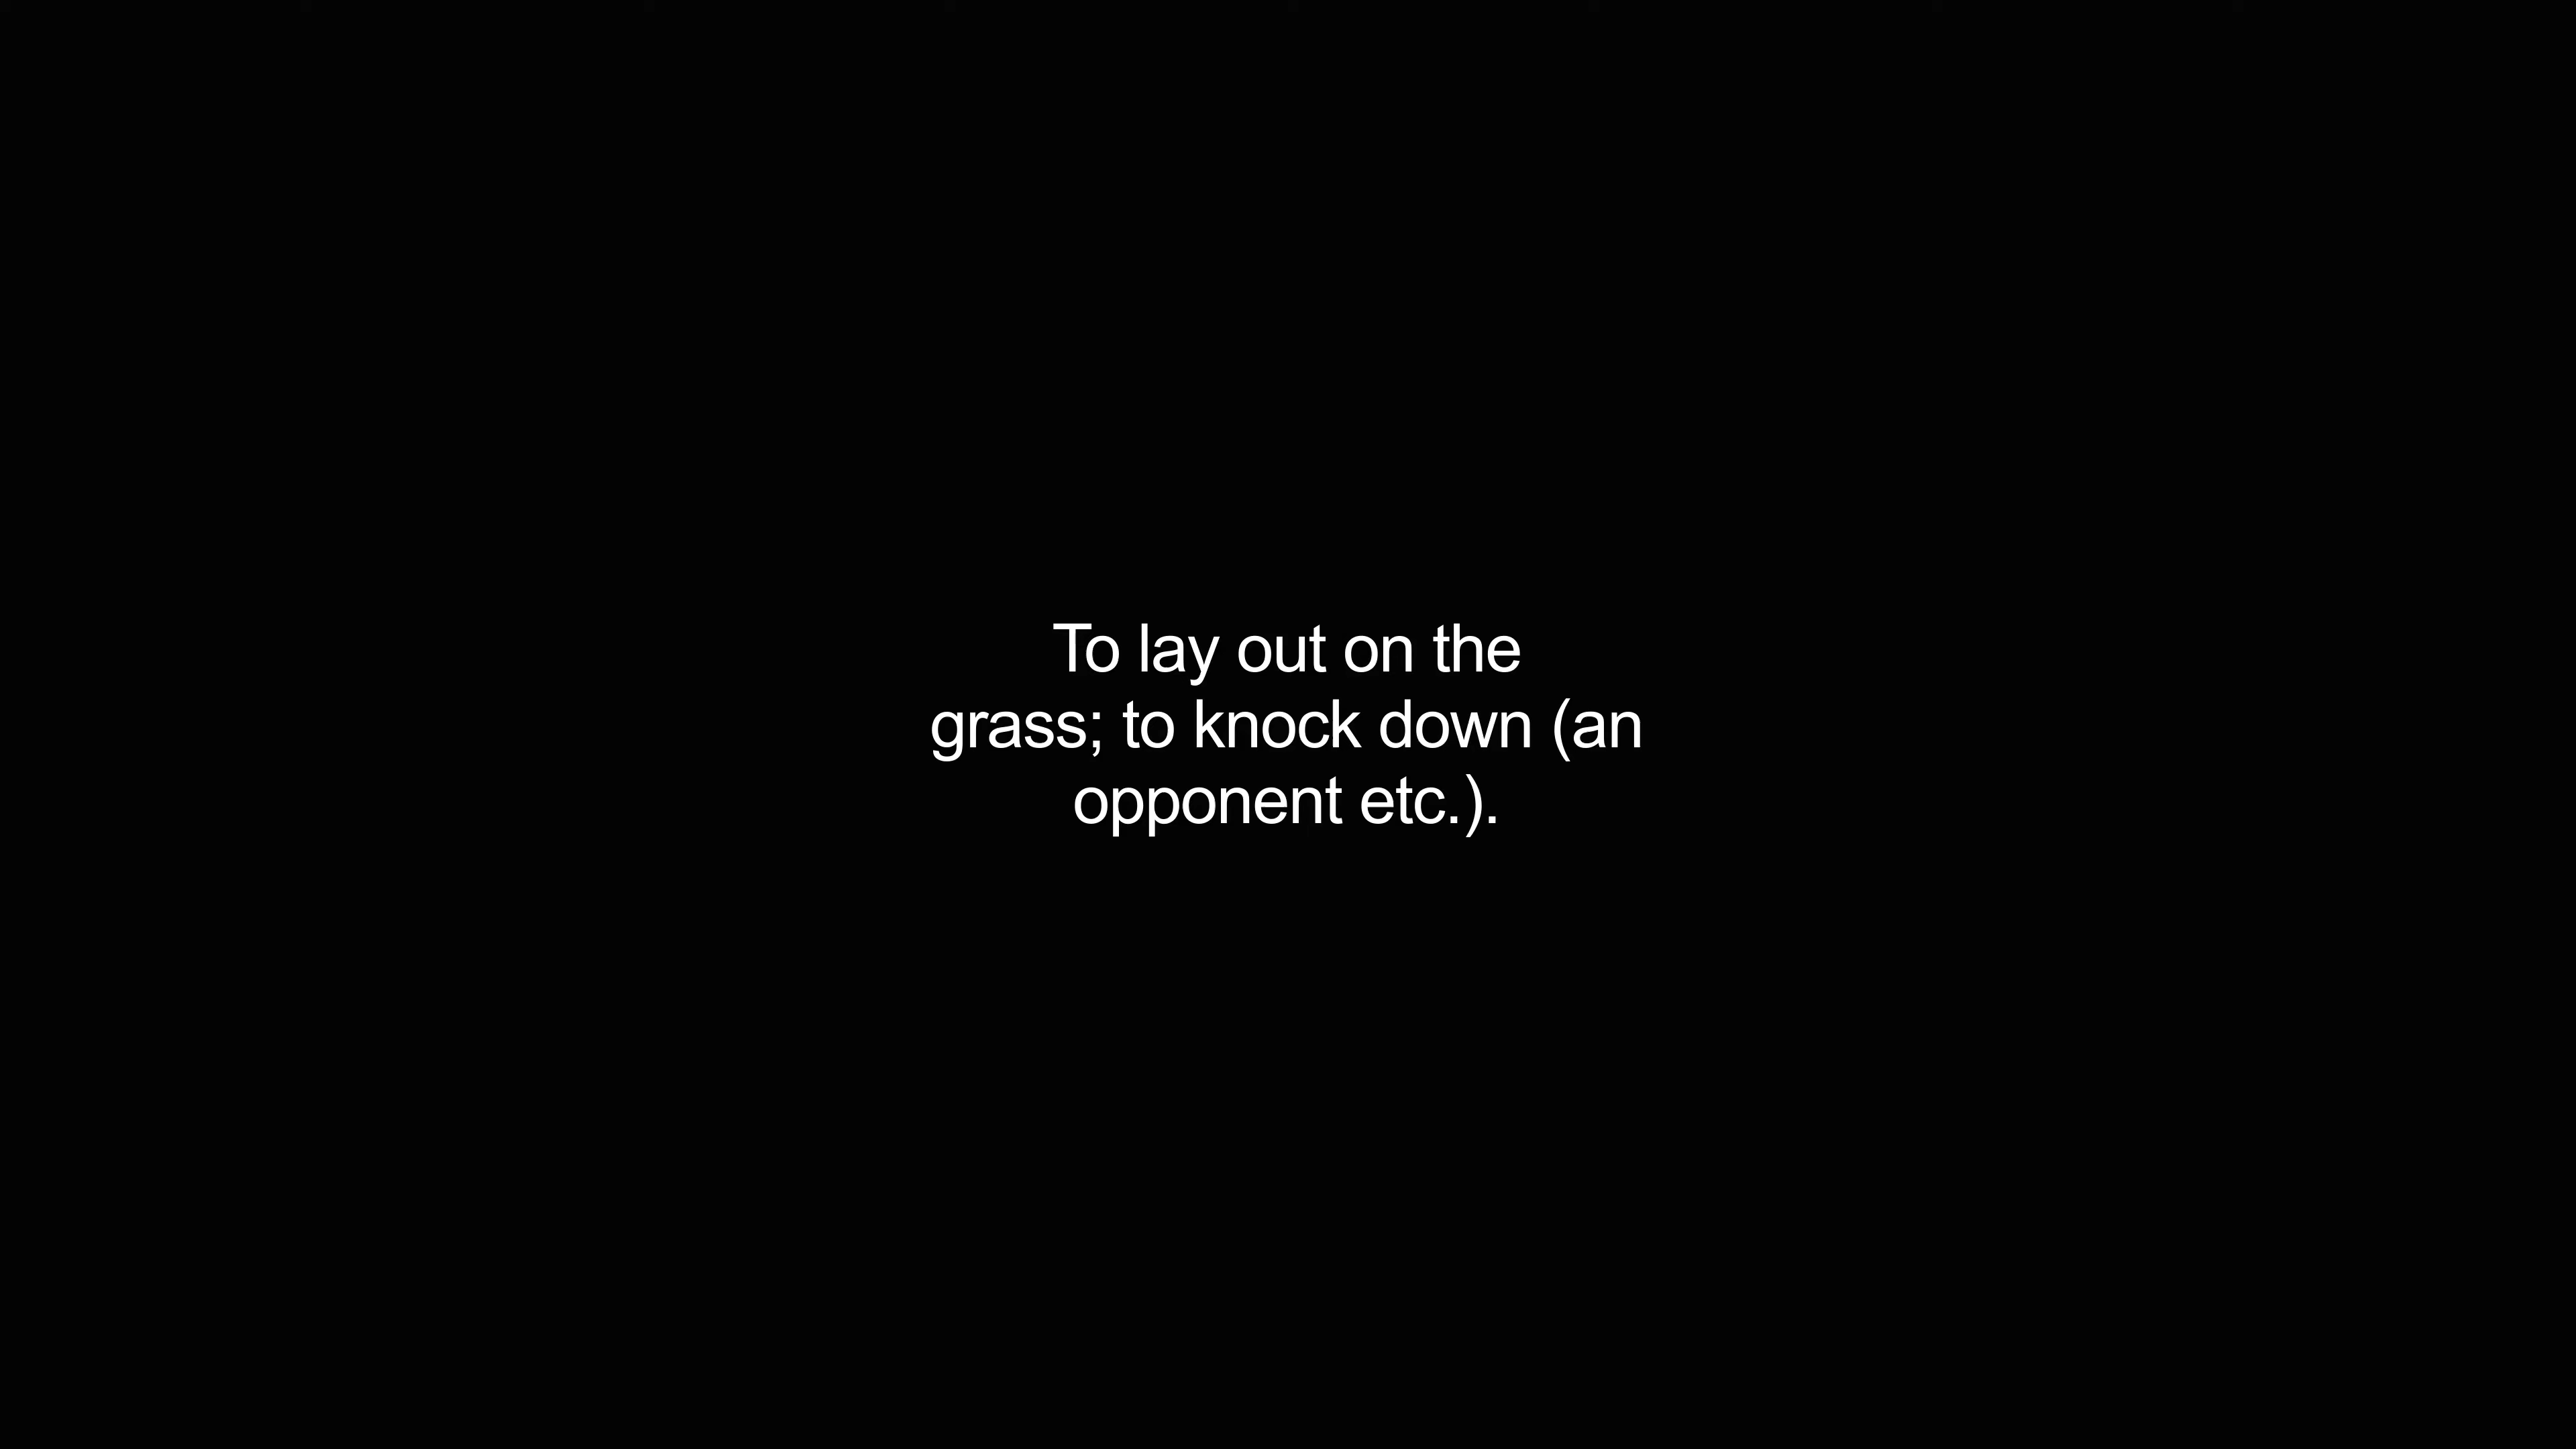 To lay out on the
grass; to knock down (an
opponent etc.).